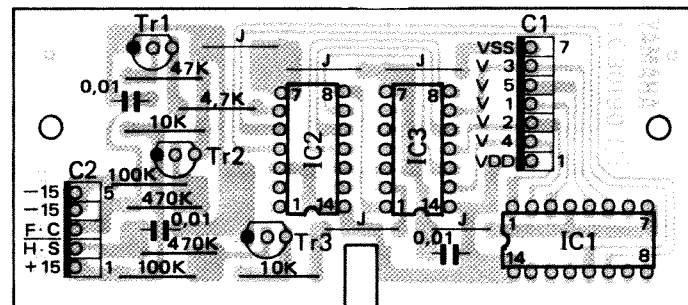 Tr1
J
C1
47K
0,01
4,7K
10K
Tr2
100K
470K
0,01
470K
100K
Tr3
10K
C2
-15
-15
F·C
H·S
+15
5
1
J
J
7
8
IC2
1
14
7
8
IC3
1
14
J
J
0,01
VSS
V 3
V 5
V 1
V 2
V 4
VDD
7
1
1
7
IC1
14
8